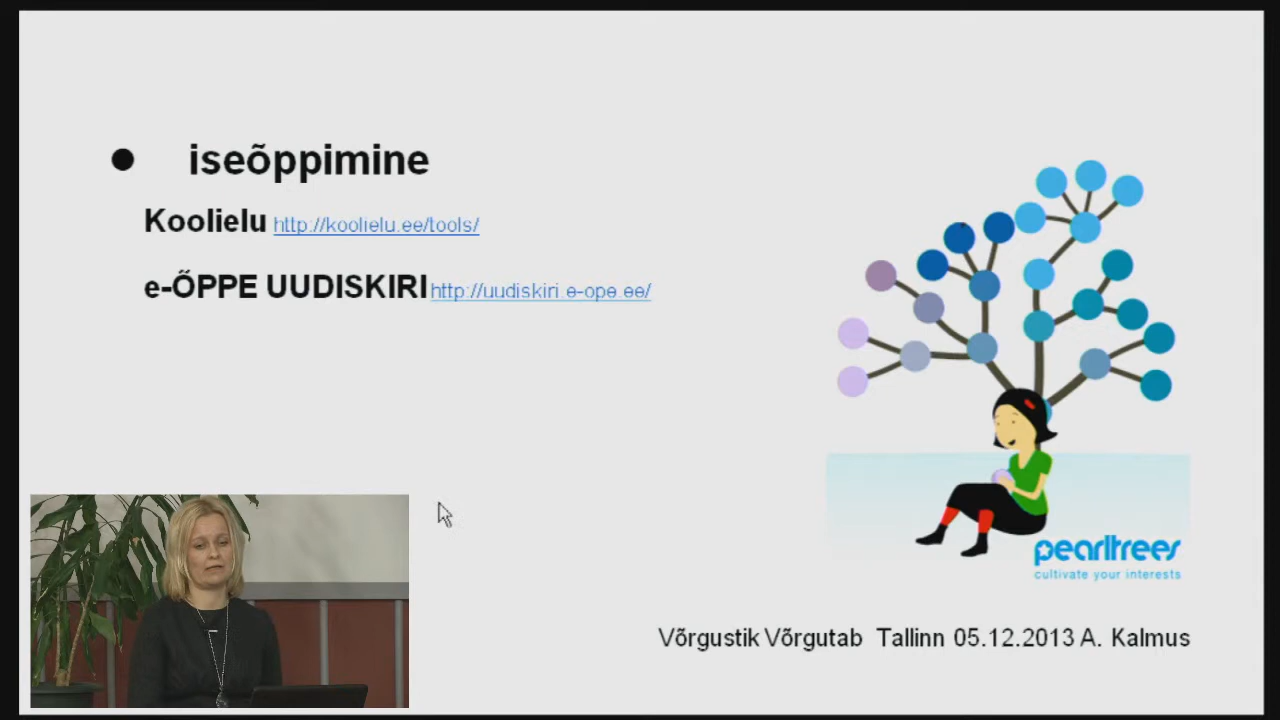 iseõppimine
Koolielu http://koolielu.ee/tools/
e-ÕPPE UUDISKIRI http://uudiskiri.e-ope.ee/
pearltrees
cultivate your interests
Võrgustik Võrgutab Tallinn 05.12.2013 A. Kalmus